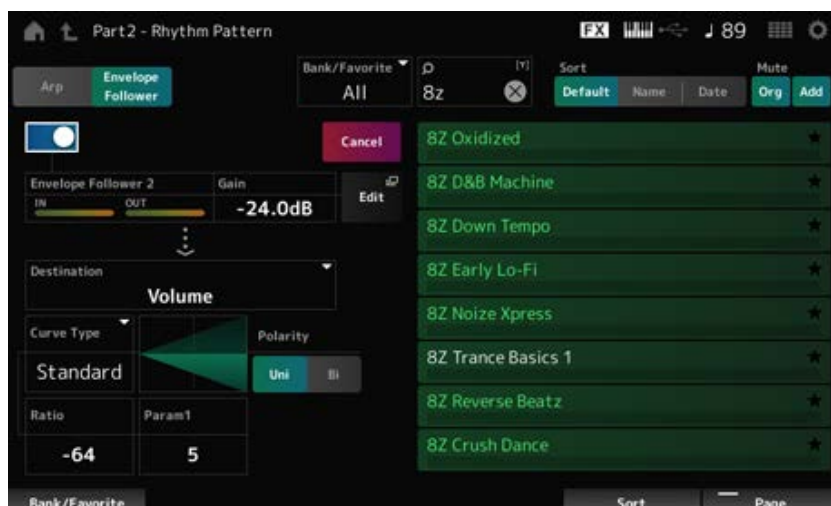 Part2 - Rhythm Pattern
FX
89
Arp
Envelope
Follower
Bank/Favorite
All
[Y]
8z
Sort
Default Name Date
Mute
Org Add
Cancel
Envelope Follower 2
IN OUT
Gain
-24.0dB
Edit
Destination
Volume
Curve Type
Standard
Polarity
Uni Bi
Ratio
-64
Param1
5
8Z Oxidized
8Z D&B Machine
8Z Down Tempo
8Z Early Lo-Fi
8Z Noize Xpress
8Z Trance Basics 1
8Z Reverse Beatz
8Z Crush Dance
Bank/Favorite
Sort
Page